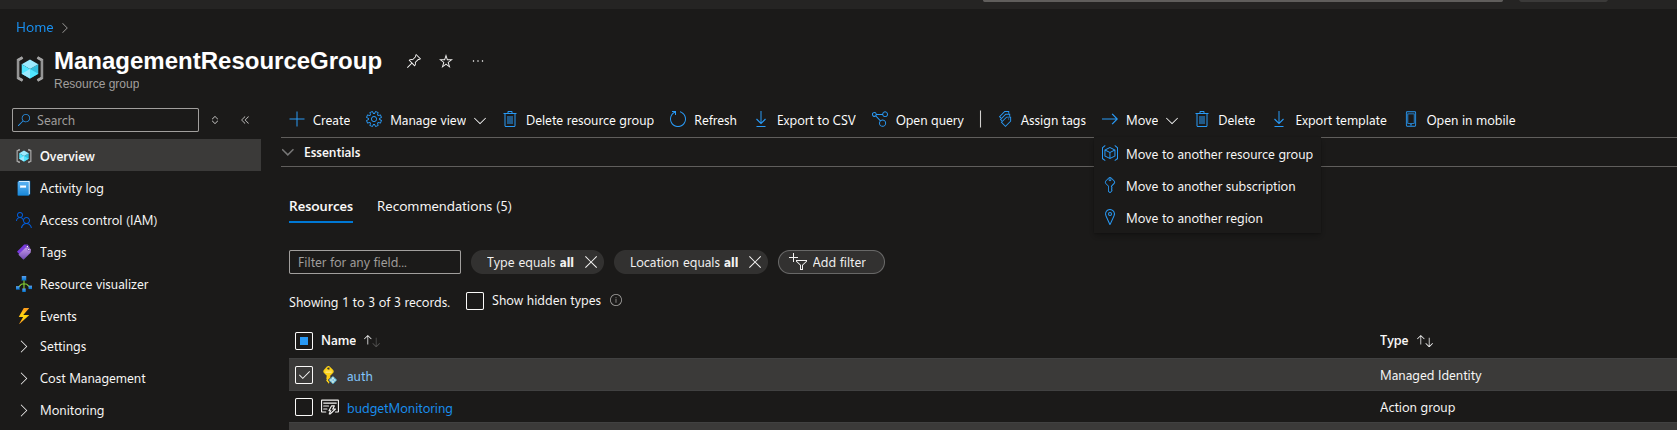 Home
ManagementResourceGroup
Resource group
Search
Create Manage view Delete resource group Refresh Export to CSV Open query Assign tags Move Delete Export template Open in mobile
Overview
Essentials
Move to another resource group
Activity log
Move to another subscription
Access control (IAM)
Resources Recommendations (5)
Move to another region
Tags
Filter for any field... Type equals all Location equals all Add filter
Resource visualizer
Events
Showing 1 to 3 of 3 records. Show hidden types
Settings
Name Type
Cost Management
auth Managed Identity
Monitoring
budgetMonitoring Action group